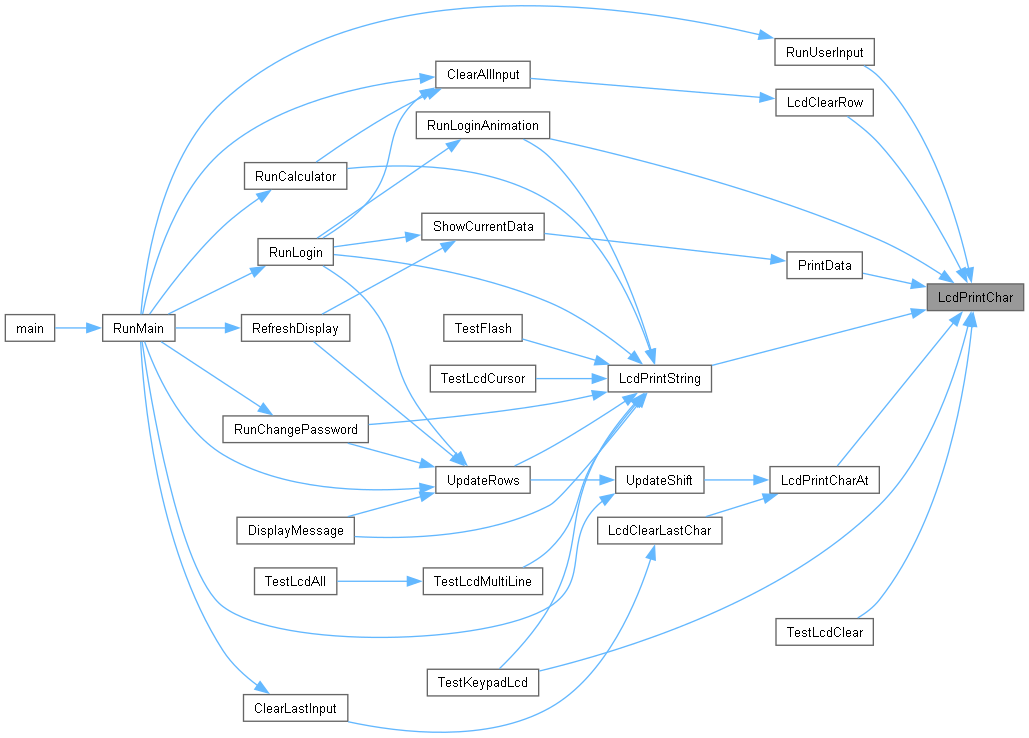 RunUserInput
ClearAllInput
LcdClearRow
RunLoginAnimation
RunCalculator
ShowCurrentData
RunLogin
PrintData
LcdPrintChar
main
RunMain
RefreshDisplay
TestFlash
TestLcdCursor
LcdPrintString
RunChangePassword
UpdateRows
UpdateShift
LcdPrintCharAt
DisplayMessage
LcdClearLastChar
TestLcdAll
TestLcdMultiLine
TestLcdClear
TestKeypadLcd
ClearLastInput